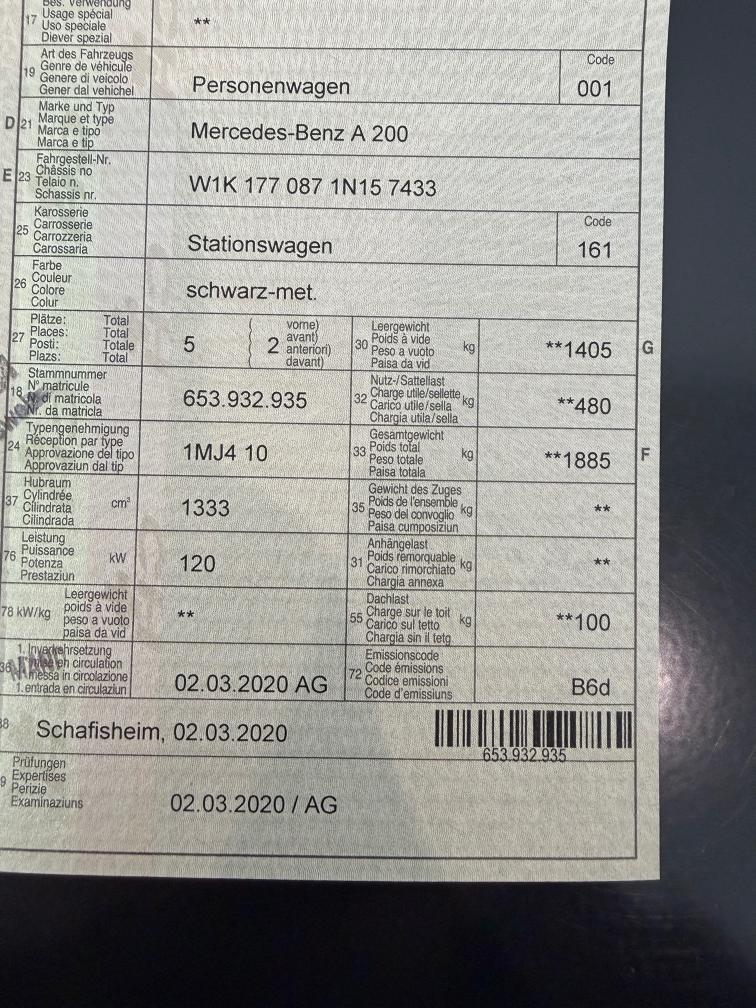 Bes. Verwendung
17 Usage spécial
Uso speciale
Diever spezial
**
19 Art des Fahrzeugs
Genre de véhicule
Genere di veicolo
Gener dal vehichel
Personenwagen
Code
001
D 21 Marke und Typ
Marque et type
Marca e tipo
Marca e tip
Mercedes-Benz A 200
E 23 Fahrgestell-Nr.
Châssis no
Telaio n.
Schassis nr.
W1K 177 087 1N15 7433
25 Karosserie
Carrosserie
Carrozzeria
Carossaria
Stationswagen
Code
161
26 Farbe
Couleur
Colore
Colur
schwarz-met.
27 Plätze: Total
Places: Total
Posti: Totale
Plazs: Total
5
2
vorne)
avant)
anteriori)
davant)
30 Leergewicht
Poids à vide
Peso a vuoto
Paisa da vid
kg
**1405
G
18 Stammnummer
N° matricule
N. di matricola
Nr. da matricla
653.932.935
32 Nutz-/Sattellast
Charge utile/sellette
Carico utile/sella
Chargia utila/sella
kg
**480
24 Typengenehmigung
Réception par type
Approvazione del tipo
Approvaziun dal tip
1MJ4 10
33 Gesamtgewicht
Poids total
Peso totale
Paisa totala
kg
**1885
F
37 Hubraum
Cylindrée
Cilindrata
Cilindrada
cm³
1333
35 Gewicht des Zuges
Poids de l'ensemble
Peso del convoglio
Paisa cumposiziun
kg
**
76 Leistung
Puissance
Potenza
Prestaziun
kW
120
31 Anhängelast
Poids remorquable
Carico rimorchiato
Chargia annexa
kg
**
78 kW/kg
Leergewicht
poids à vide
peso a vuoto
paisa da vid
**
55 Dachlast
Charge sur le toit
Carico sul tetto
Chargia sin il tetg
kg
**100
36 1. Inverkehrsetzung
en circulation
messa in circolazione
1. entrada en circulaziun
02.03.2020 AG
72 Emissionscode
Code émissions
Codice emissioni
Code d'emissiuns
B6d
38 Schafisheim, 02.03.2020
653.932.935
9 Prüfungen
Expertises
Perizie
Examinaziuns
02.03.2020 / AG